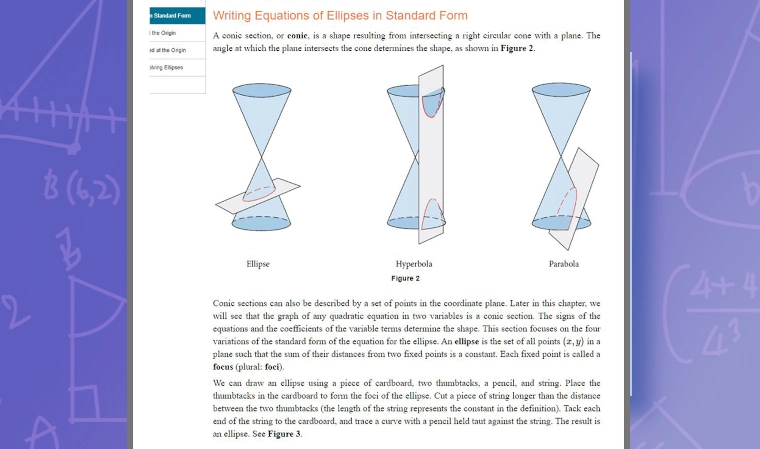 n Standard Form
t the Origin
ed at the Origin
olving Ellipses
Writing Equations of Ellipses in Standard Form
A conic section, or conic, is a shape resulting from intersecting a right circular cone with a plane. The
angle at which the plane intersects the cone determines the shape, as shown in Figure 2.
Ellipse
Hyperbola
Parabola
Figure 2
Conic sections can also be described by a set of points in the coordinate plane. Later in this chapter, we
will see that the graph of any quadratic equation in two variables is a conic section. The signs of the
equations and the coefficients of the variable terms determine the shape. This section focuses on the four
variations of the standard form of the equation for the ellipse. An ellipse is the set of all points (x, y) in a
plane such that the sum of their distances from two fixed points is a constant. Each fixed point is called a
focus (plural: foci).
We can draw an ellipse using a piece of cardboard, two thumbtacks, a pencil, and string. Place the
thumbtacks in the cardboard to form the foci of the ellipse. Cut a piece of string longer than the distance
between the two thumbtacks (the length of the string represents the constant in the definition). Tack each
end of the string to the cardboard, and trace a curve with a pencil held taut against the string. The result is
an ellipse. See Figure 3.
B(6,2)
B
2
A
b
4+4
4³